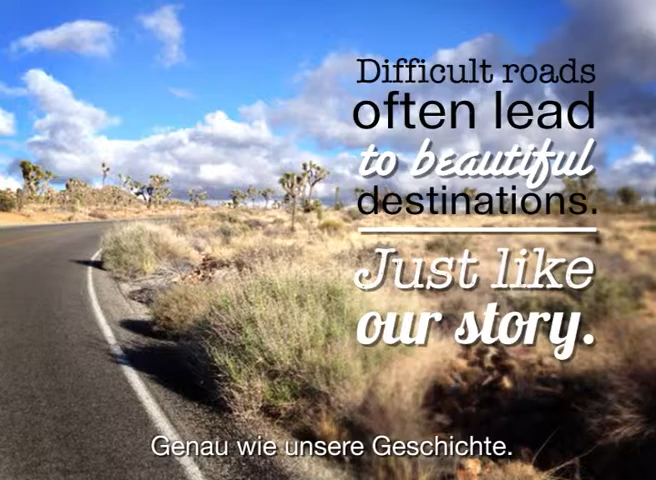 Difficult roads
often lead
to beautiful
destinations.
Just like
our story.
Genau wie unsere Geschichte.